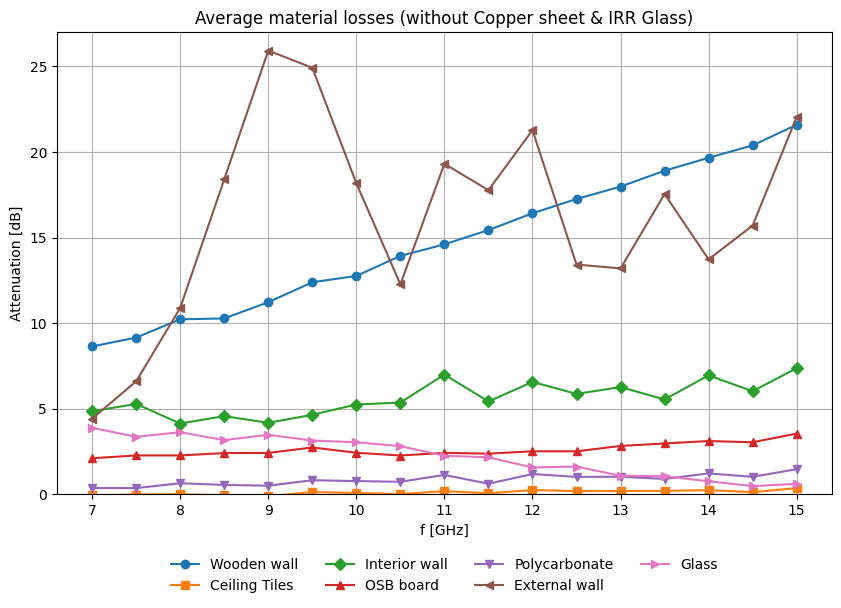 Average material losses (without Copper sheet & IRR Glass)
25
20
15
10
5
0
Attenuation [dB]
7 8 9 10 11 12 13 14 15
f [GHz]
Wooden wall Interior wall Polycarbonate Glass
Ceiling Tiles OSB board External wall